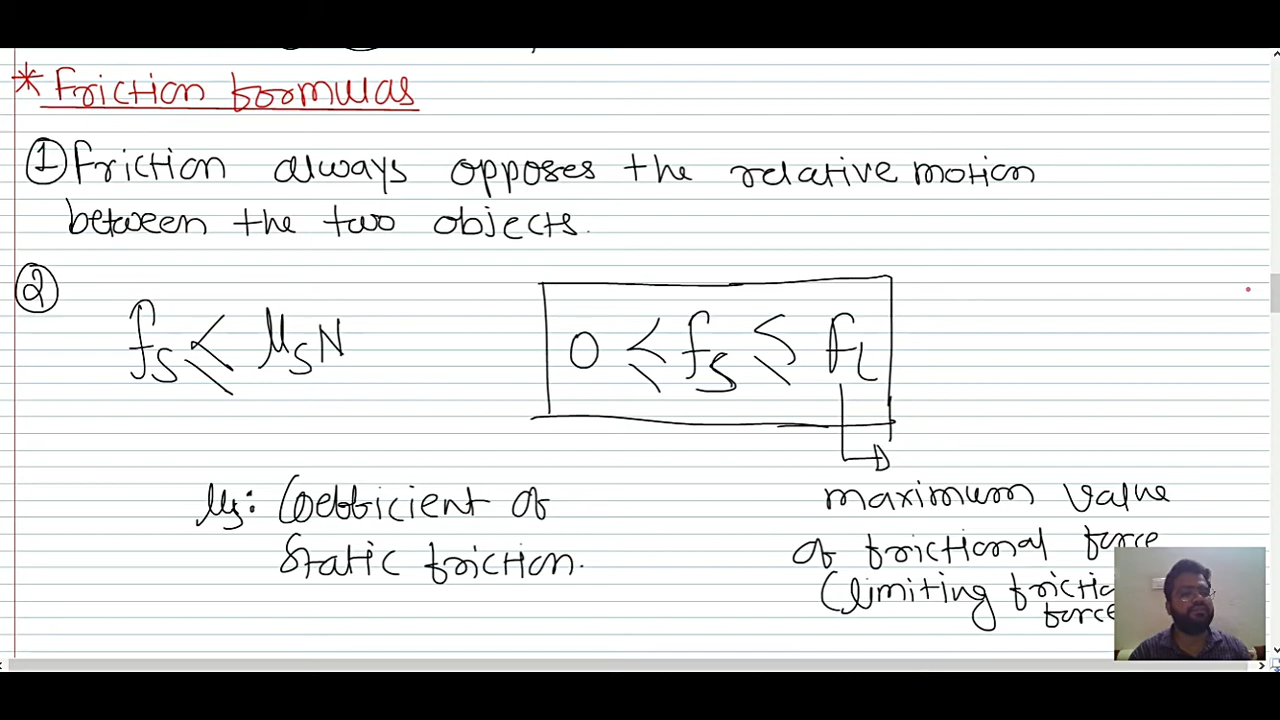 * Friction formulas
① Friction always opposes the relative motion
between the two objects.
②
fs ≤ μsN
0 ≤ fs ≤ fL
μs: Coefficient of
Static friction.
maximum value
of frictional force
(limiting
force